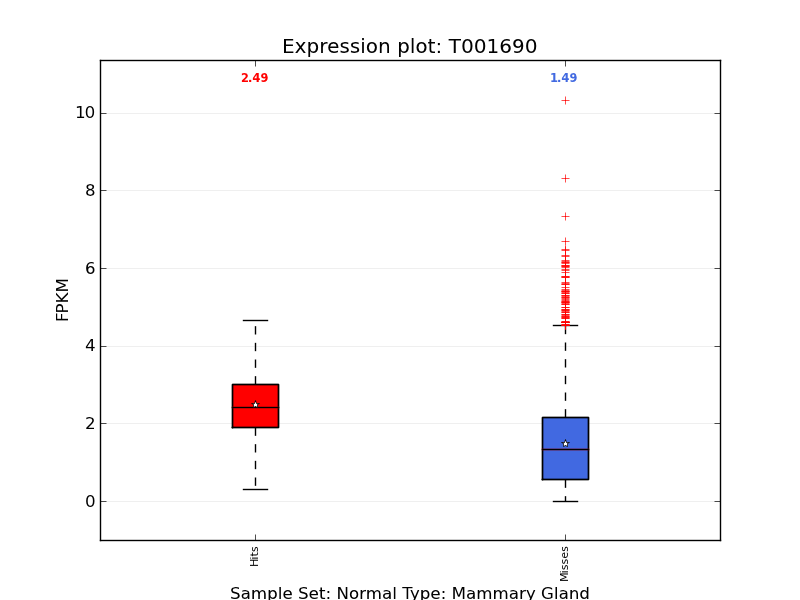 Expression plot: T001690
2.49
1.49
10
8
6
4
2
0
FPKM
Hits
Misses
Sample Set: Normal Type: Mammary Gland